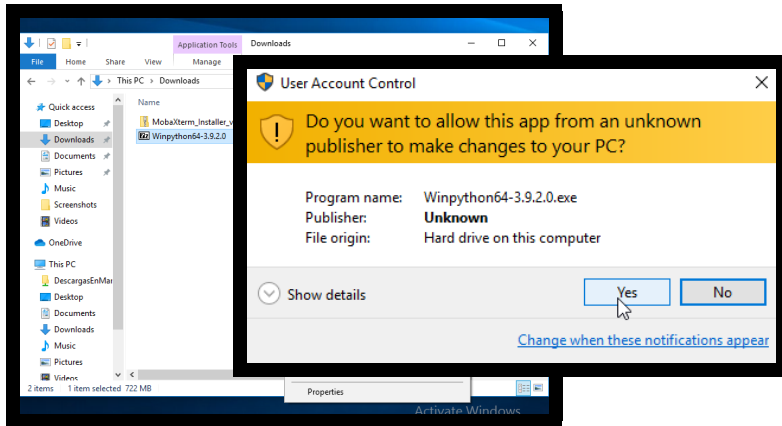 Application Tools Downloads
File Home Share View Manage
This PC > Downloads
Name
Quick access
Desktop
Downloads
Documents
Pictures
Music
Screenshots
Videos
OneDrive
This PC
DescargasEnMar
Desktop
Documents
Downloads
Music
Pictures
Videos
MobaXterm_Installer_v
Winpython64-3.9.2.0
2 items 1 item selected 722 MB
Properties
Activate Windows
User Account Control
Do you want to allow this app from an unknown
publisher to make changes to your PC?
Program name: Winpython64-3.9.2.0.exe
Publisher: Unknown
File origin: Hard drive on this computer
Show details
Yes No
Change when these notifications appear